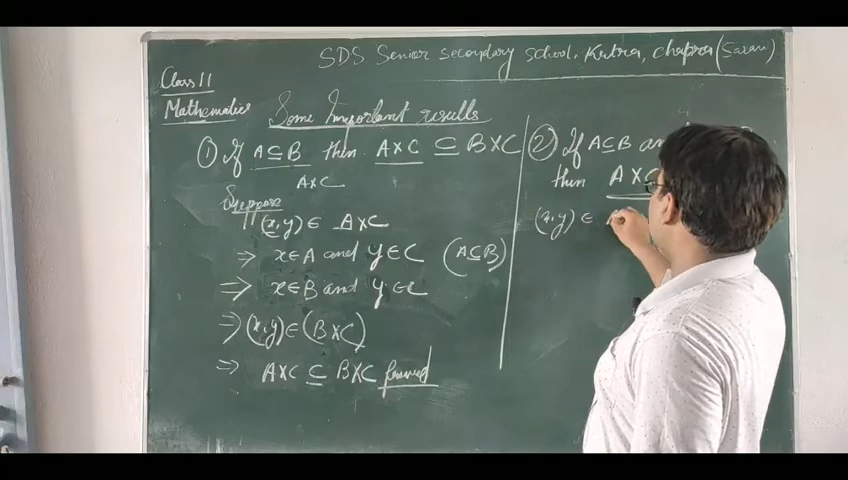 SDS Senior secondary school, Kutra, chapra (Saran)
Class 11
Mathematics
Some Important results
① If A⊆B then A×C ⊆ B×C
A×C
Suppose
(x,y) ∈ A×C
⇒ x∈A and y∈C (A⊆B)
⇒ x∈B and y∈C
⇒ (x,y)∈(B×C)
⇒ A×C ⊆ B×C proved
② If A⊆B an
then A×C
(x,y) ∈